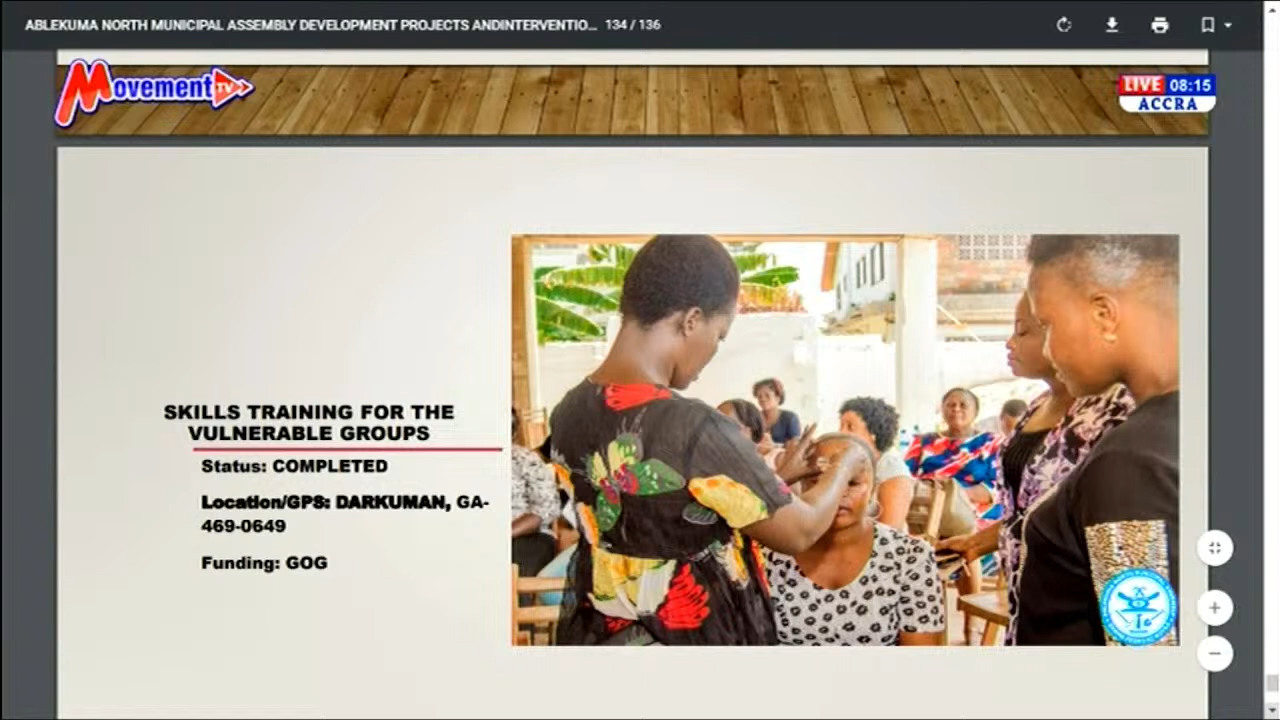 ABLEKUMA NORTH MUNICIPAL ASSEMBLY DEVELOPMENT PROJECTS ANDINTERVENTIO... 134 / 136
Movement TV
LIVE 08:15
ACCRA
SKILLS TRAINING FOR THE
VULNERABLE GROUPS
Status: COMPLETED
Location/GPS: DARKUMAN, GA-
469-0649
Funding: GOG